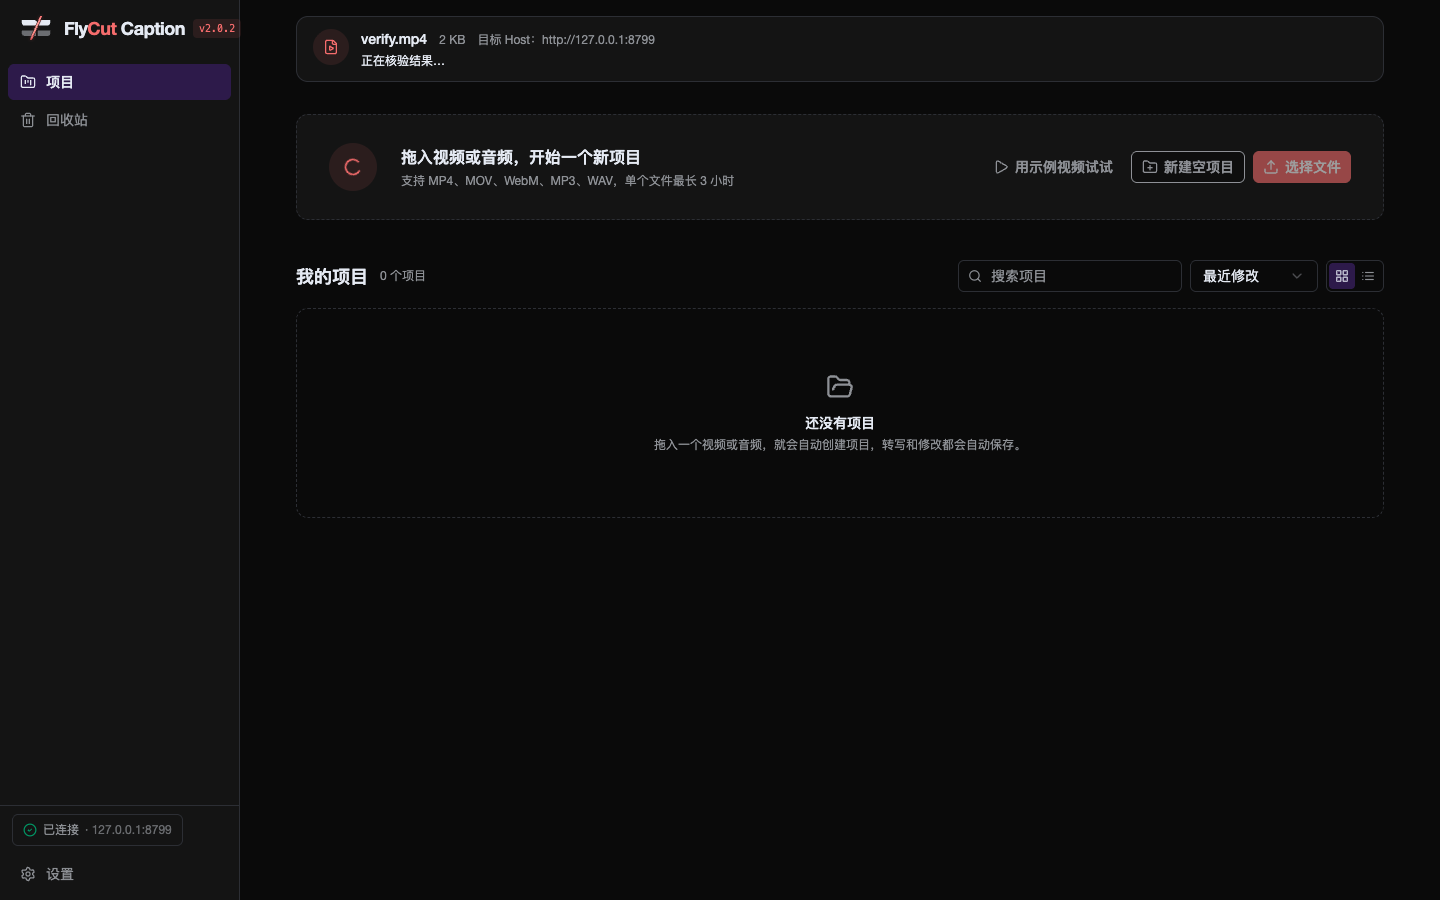 FlyCut Caption v2.0.2
项目
回收站
verify.mp4 2 KB 目标 Host: http://127.0.0.1:8799
正在核验结果...
拖入视频或音频，开始一个新项目
支持 MP4、MOV、WebM、MP3、WAV，单个文件最长 3 小时
用示例视频试试
新建空项目
选择文件
我的项目 0 个项目
搜索项目
最近修改
还没有项目
拖入一个视频或音频，就会自动创建项目，转写和修改都会自动保存。
已连接 · 127.0.0.1:8799
设置